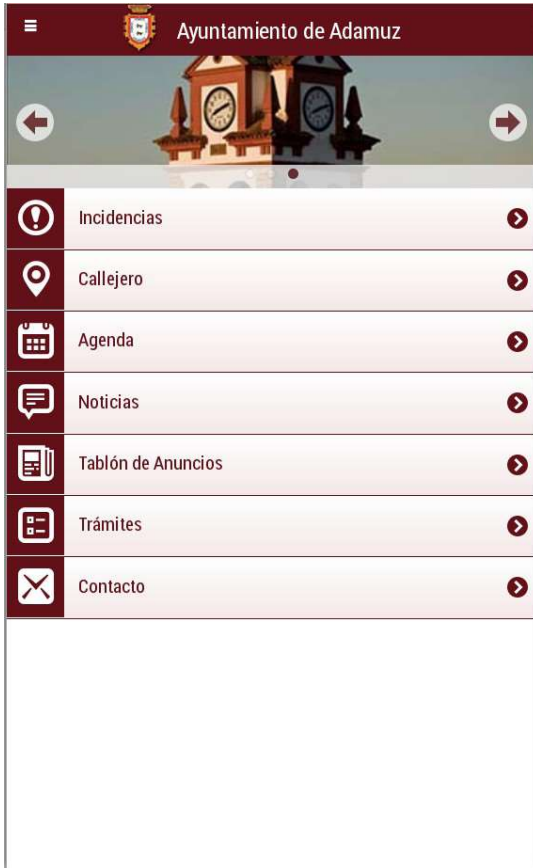 Ayuntamiento de Adamuz
Incidencias
Callejero
Agenda
Noticias
Tablón de Anuncios
Trámites
Contacto